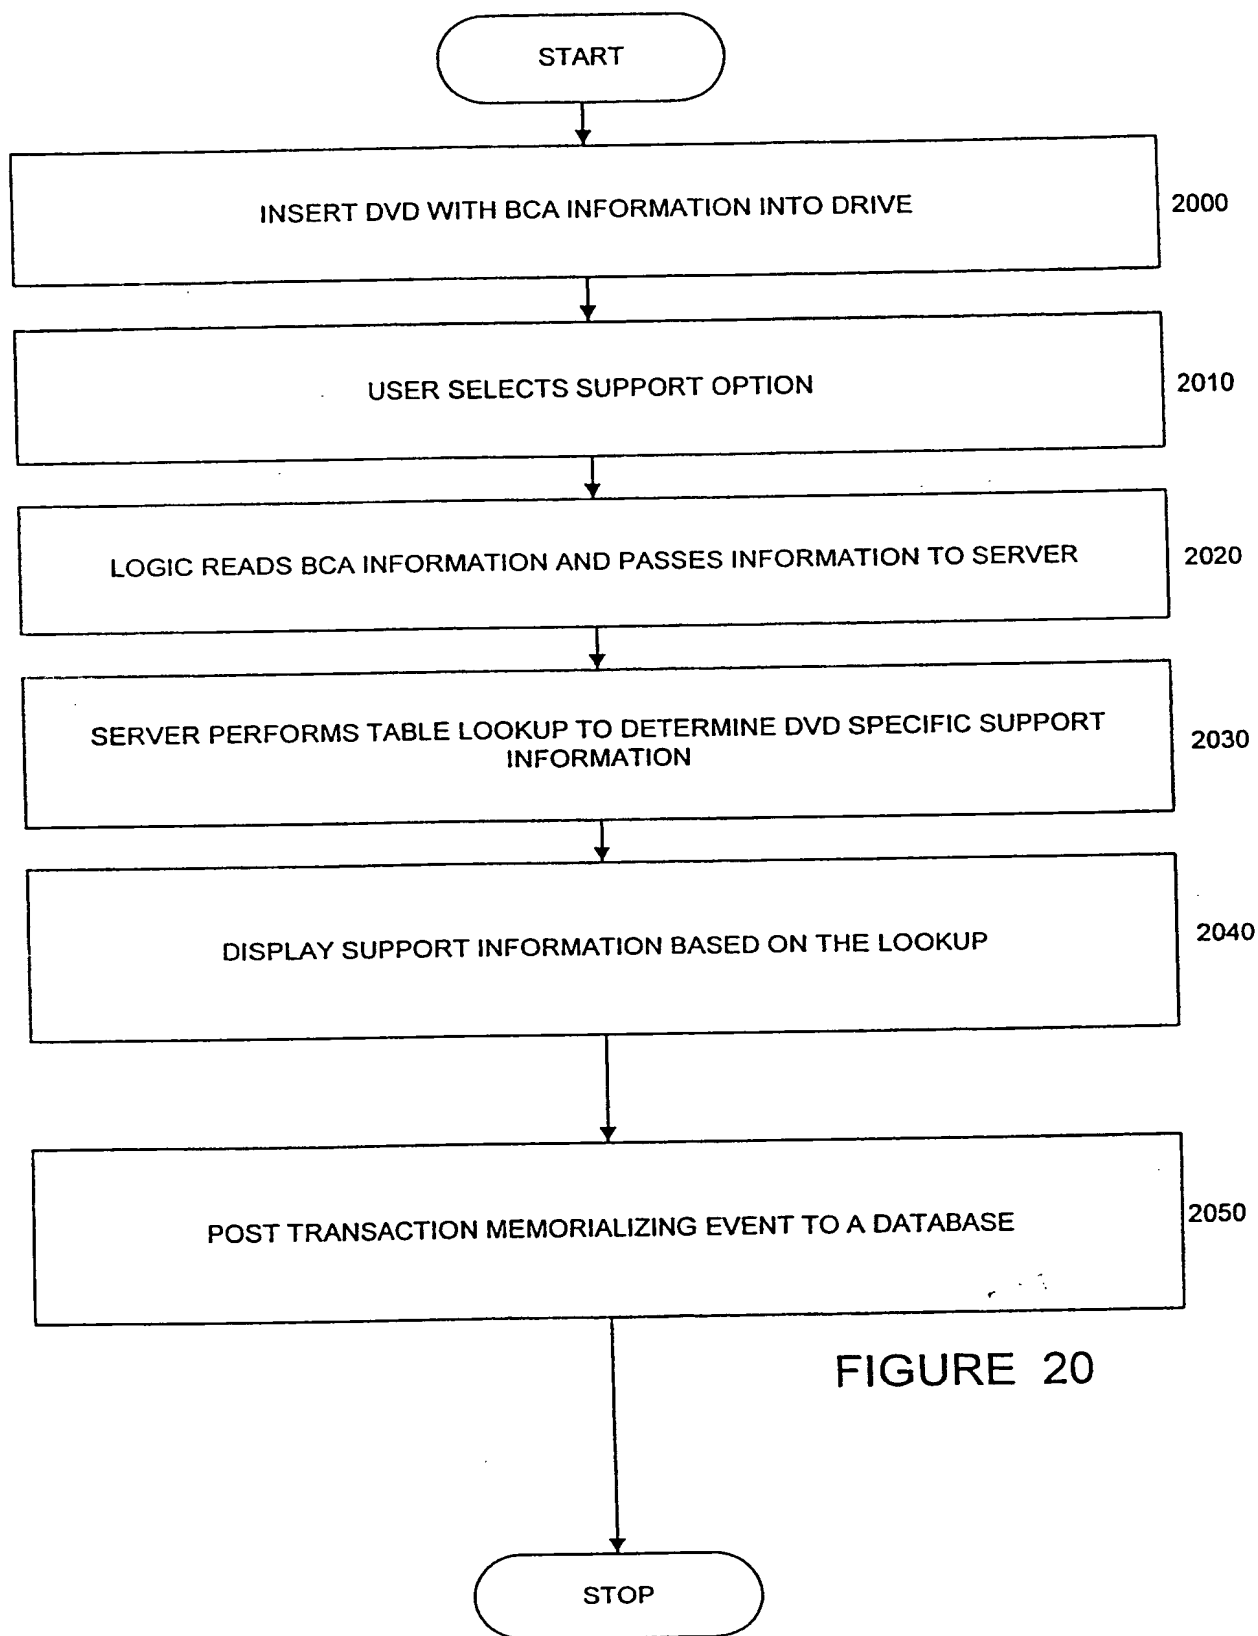 START
INSERT DVD WITH BCA INFORMATION INTO DRIVE
2000
USER SELECTS SUPPORT OPTION
2010
LOGIC READS BCA INFORMATION AND PASSES INFORMATION TO SERVER
2020
SERVER PERFORMS TABLE LOOKUP TO DETERMINE DVD SPECIFIC SUPPORT
INFORMATION
2030
DISPLAY SUPPORT INFORMATION BASED ON THE LOOKUP
2040
POST TRANSACTION MEMORIALIZING EVENT TO A DATABASE
2050
FIGURE 20
STOP